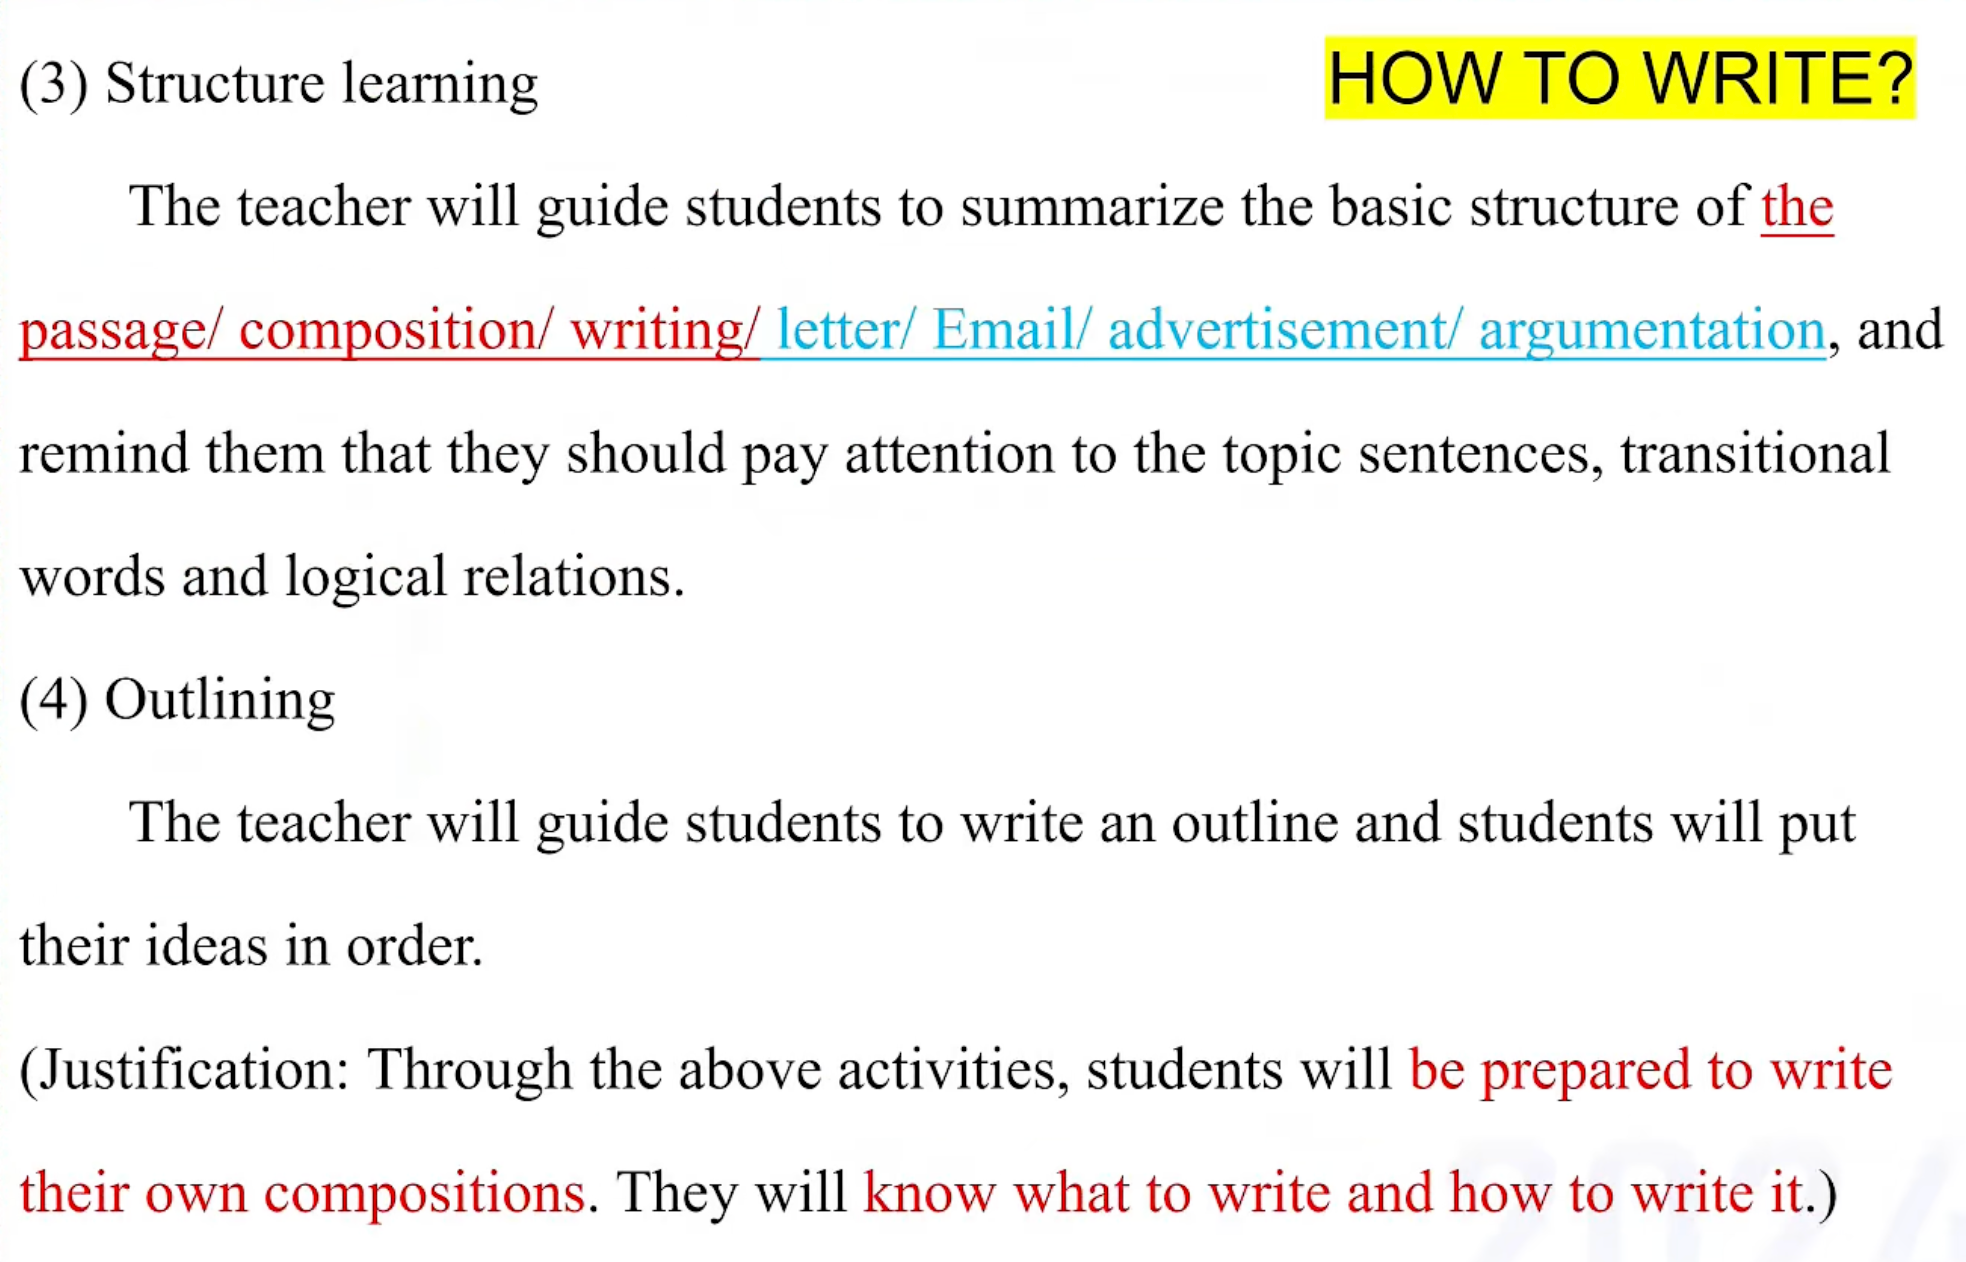 (3) Structure learning
HOW TO WRITE?
The teacher will guide students to summarize the basic structure of the
passage/ composition/ writing/ letter/ Email/ advertisement/ argumentation, and
remind them that they should pay attention to the topic sentences, transitional
words and logical relations.
(4) Outlining
The teacher will guide students to write an outline and students will put
their ideas in order.
(Justification: Through the above activities, students will be prepared to write
their own compositions. They will know what to write and how to write it.)